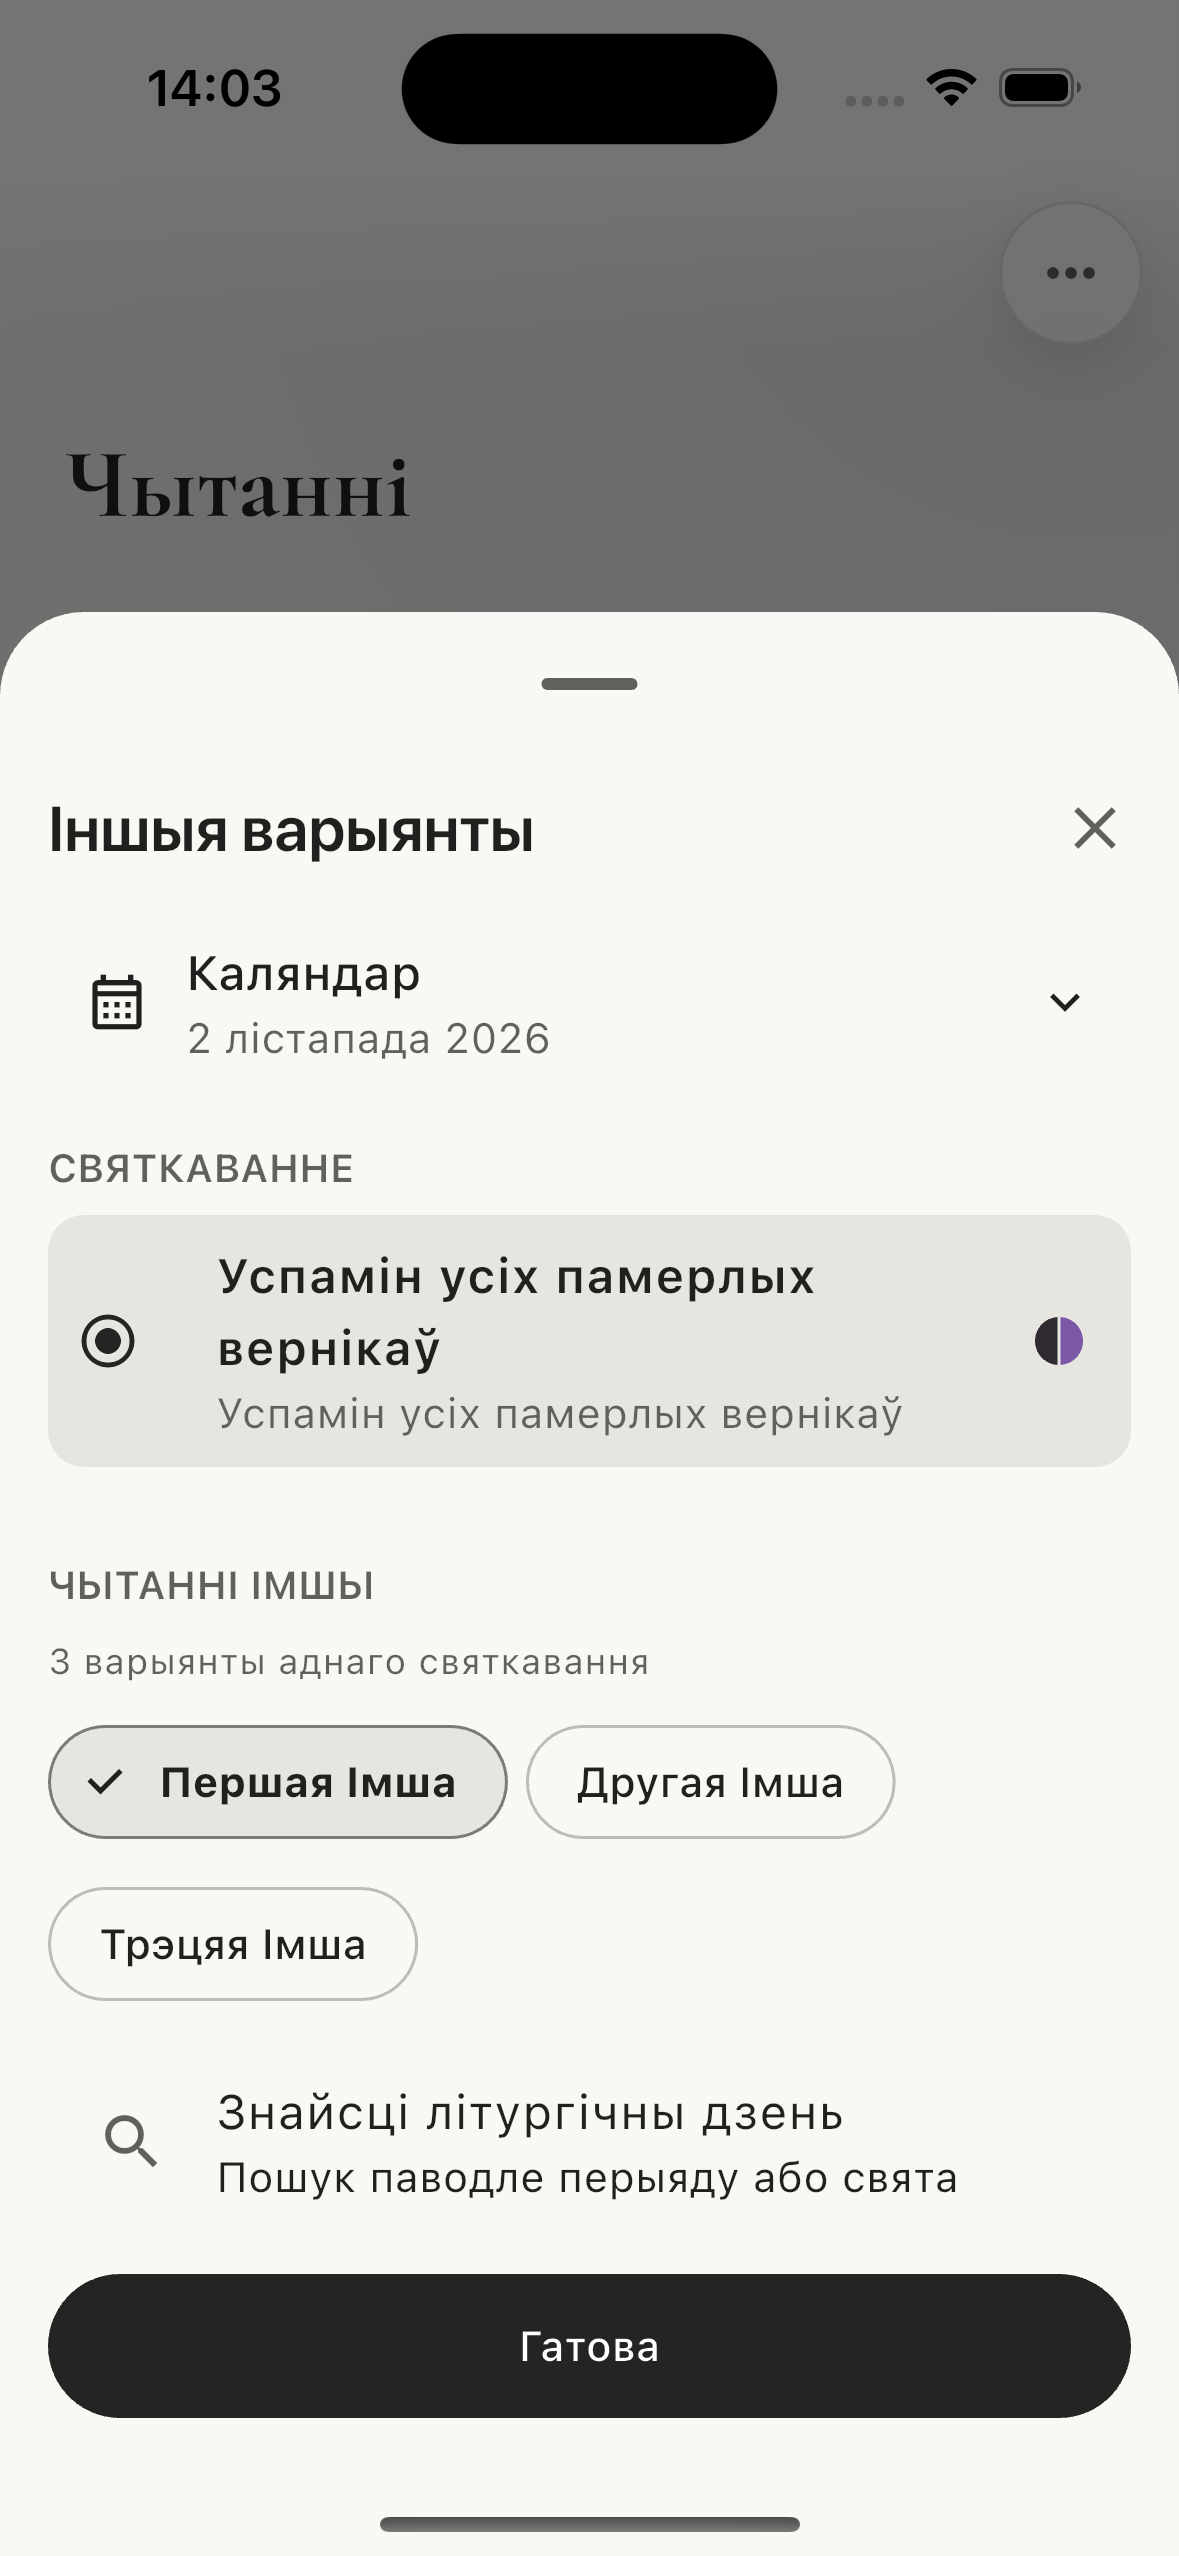 14:03
Чытанні
Іншыя варыянты
Каляндар
2 лістапада 2026
СВЯТКАВАННЕ
Успамін усіх памерлых
вернікаў
Успамін усіх памерлых вернікаў
ЧЫТАННІ ІМШЫ
3 варыянты аднаго святкавання
Першая Імша
Другая Імша
Трэцяя Імша
Знайсці літургічны дзень
Пошук паводле перыяду або свята
Гатова